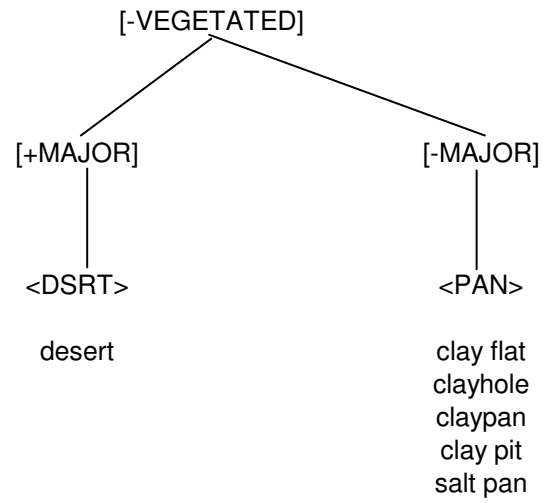 [-VEGETATED]
[+MAJOR] [-MAJOR]
<DSRT> <PAN>
desert clay flat
clayhole
claypan
clay pit
salt pan